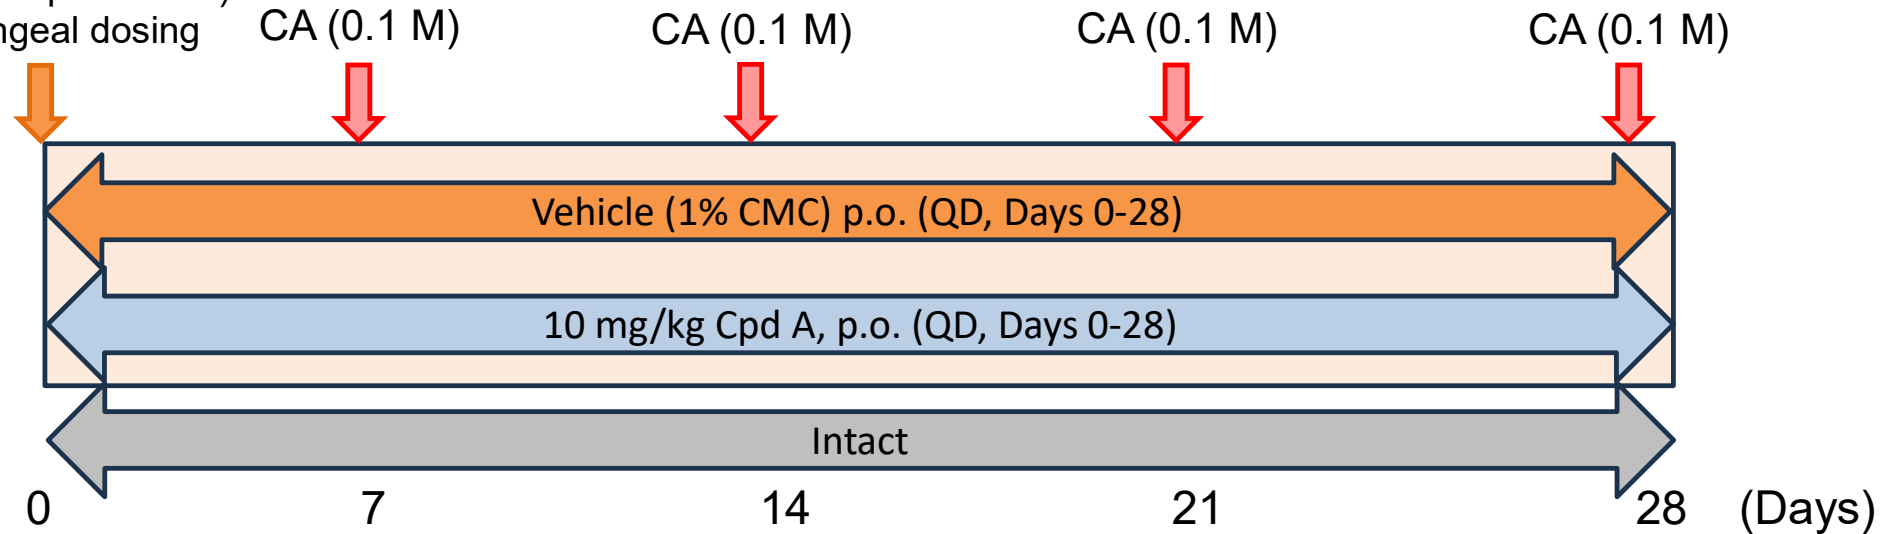 ngeal dosing
CA (0.1 M)
CA (0.1 M)
CA (0.1 M)
CA (0.1 M)
Vehicle (1% CMC) p.o. (QD, Days 0-28)
10 mg/kg Cpd A, p.o. (QD, Days 0-28)
Intact
0 7 14 21 28 (Days)